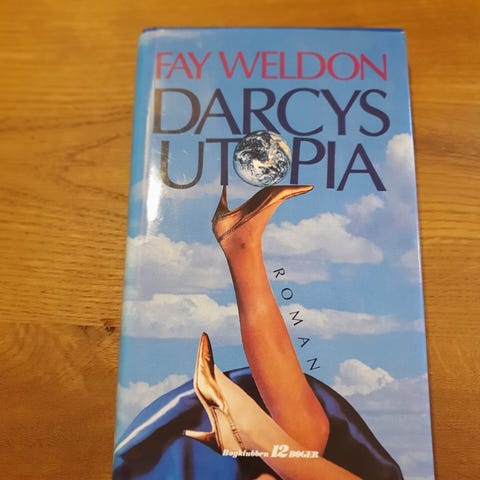 FAY WELDON
DARCYS
UTOPIA
ROMAN
Bogklubben 12 BØGER